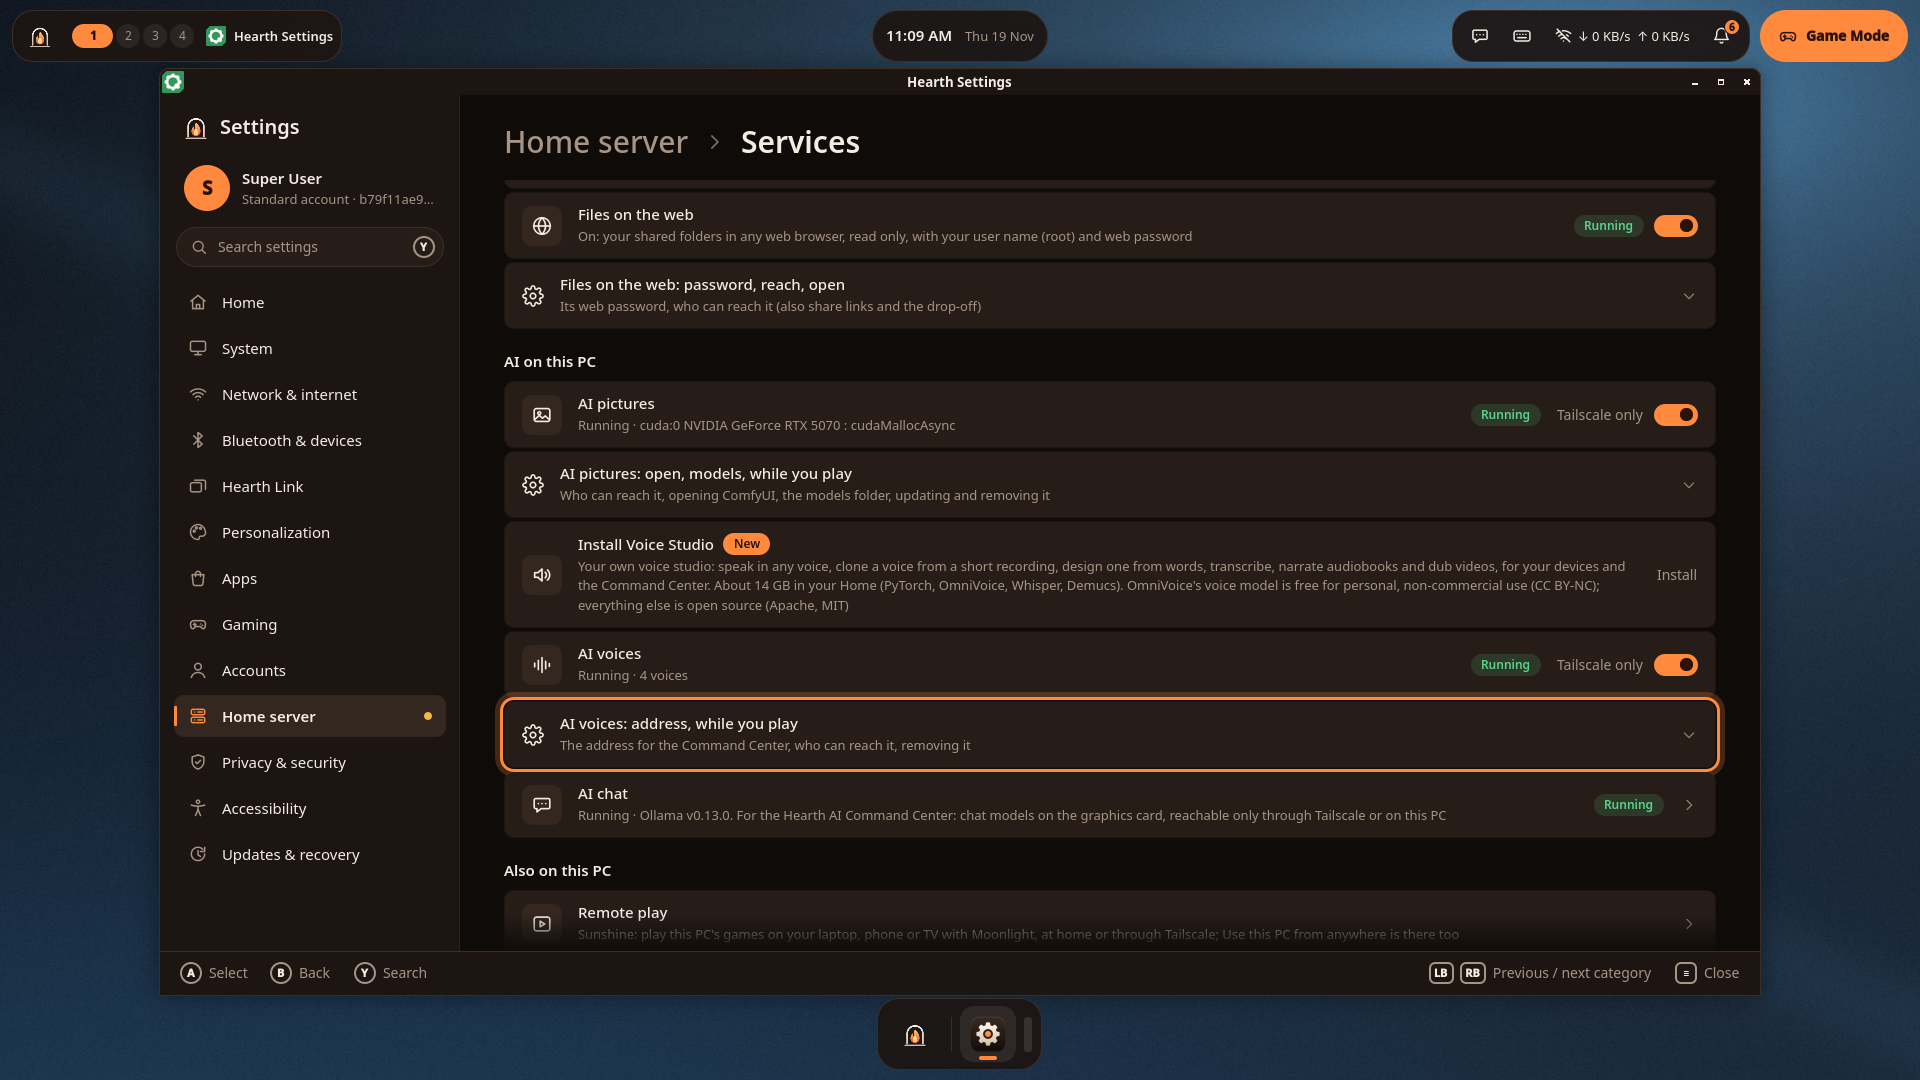 1 2 3 4 Hearth Settings
11:09 AM Thu 19 Nov
↓ 0 KB/s ↑ 0 KB/s
6
Game Mode
Hearth Settings
Settings
S
Super User
Standard account · b79f11ae9...
Search settings Y
Home
System
Network & internet
Bluetooth & devices
Hearth Link
Personalization
Apps
Gaming
Accounts
Home server
Privacy & security
Accessibility
Updates & recovery
Home server > Services
Files on the web
On: your shared folders in any web browser, read only, with your user name (root) and web password
Running
Files on the web: password, reach, open
Its web password, who can reach it (also share links and the drop-off)
AI on this PC
AI pictures
Running · cuda:0 NVIDIA GeForce RTX 5070 : cudaMallocAsync
Running Tailscale only
AI pictures: open, models, while you play
Who can reach it, opening ComfyUI, the models folder, updating and removing it
Install Voice Studio New
Your own voice studio: speak in any voice, clone a voice from a short recording, design one from words, transcribe, narrate audiobooks and dub videos, for your devices and
the Command Center. About 14 GB in your Home (PyTorch, OmniVoice, Whisper, Demucs). OmniVoice's voice model is free for personal, non-commercial use (CC BY-NC);
everything else is open source (Apache, MIT)
Install
AI voices
Running · 4 voices
Running Tailscale only
AI voices: address, while you play
The address for the Command Center, who can reach it, removing it
AI chat
Running · Ollama v0.13.0. For the Hearth AI Command Center: chat models on the graphics card, reachable only through Tailscale or on this PC
Running
Also on this PC
Remote play
Sunshine: play this PC's games on your laptop, phone or TV with Moonlight, at home or through Tailscale; Use this PC from anywhere is there too
A Select B Back Y Search
LB RB Previous / next category ≡ Close